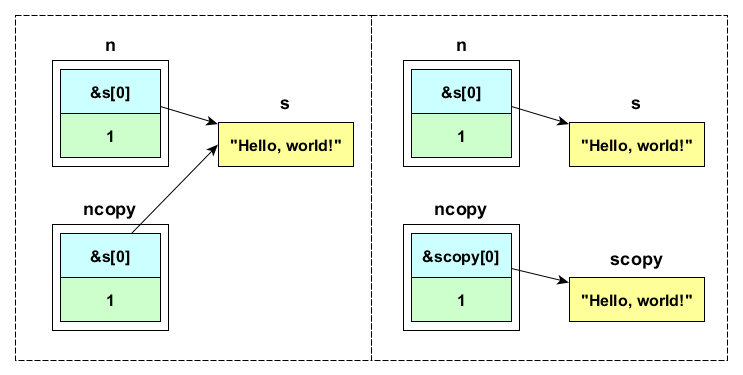 n
&s[0]
1
s
"Hello, world!"
ncopy
&s[0]
1
n
&s[0]
1
s
"Hello, world!"
ncopy
&scopy[0]
1
scopy
"Hello, world!"